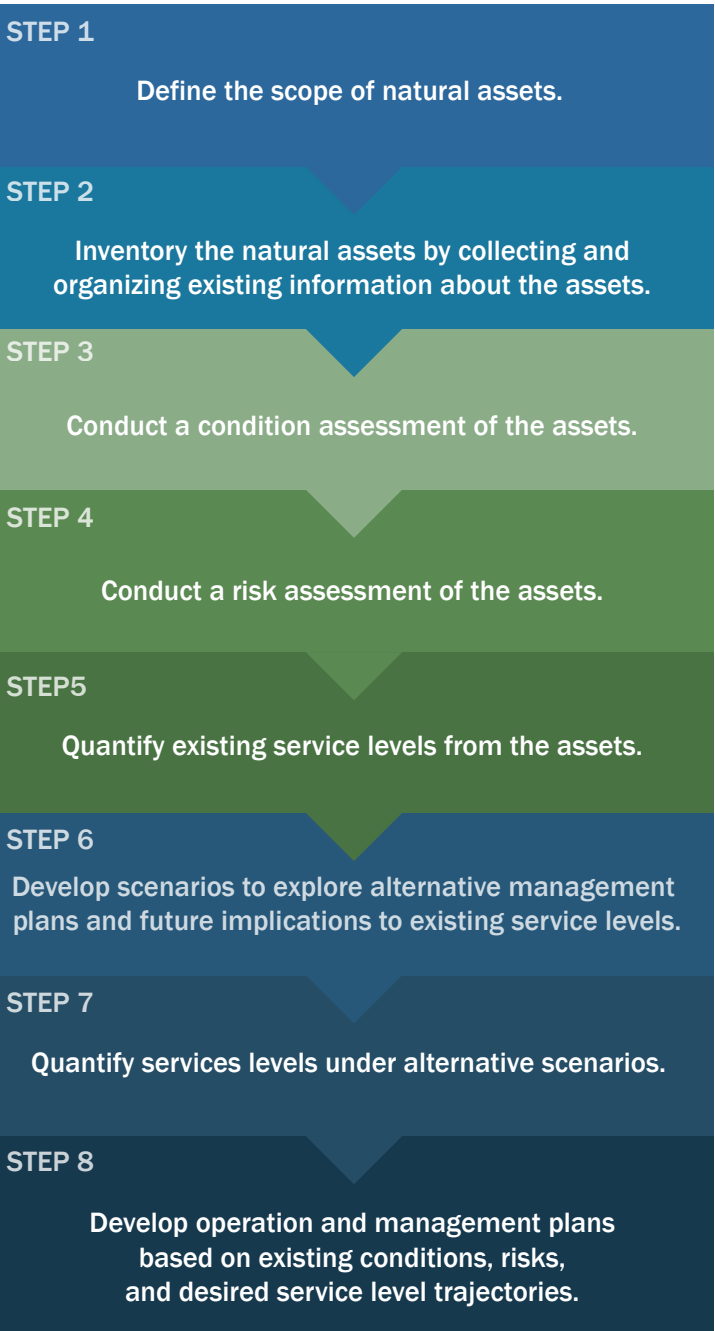 STEP 1
Define the scope of natural assets.
STEP 2
Inventory the natural assets by collecting and
organizing existing information about the assets.
STEP 3
Conduct a condition assessment of the assets.
STEP 4
Conduct a risk assessment of the assets.
STEP5
Quantify existing service levels from the assets.
STEP 6
Develop scenarios to explore alternative management
plans and future implications to existing service levels.
STEP 7
Quantify services levels under alternative scenarios.
STEP 8
Develop operation and management plans
based on existing conditions, risks,
and desired service level trajectories.